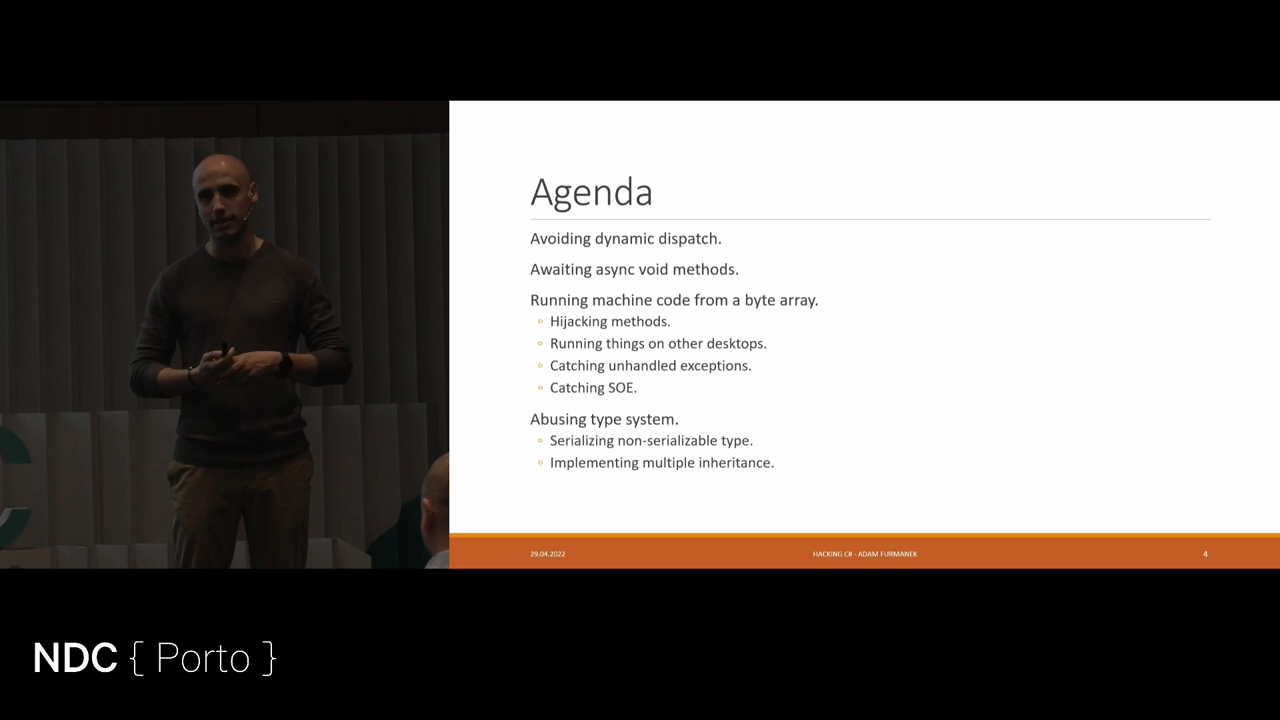 Agenda
Avoiding dynamic dispatch.
Awaiting async void methods.
Running machine code from a byte array.
Hijacking methods.
Running things on other desktops.
Catching unhandled exceptions.
Catching SOE.
Abusing type system.
Serializing non-serializable type.
Implementing multiple inheritance.
29.04.2022
HACKING C# - ADAM FURMANEK
4
NDC { Porto }